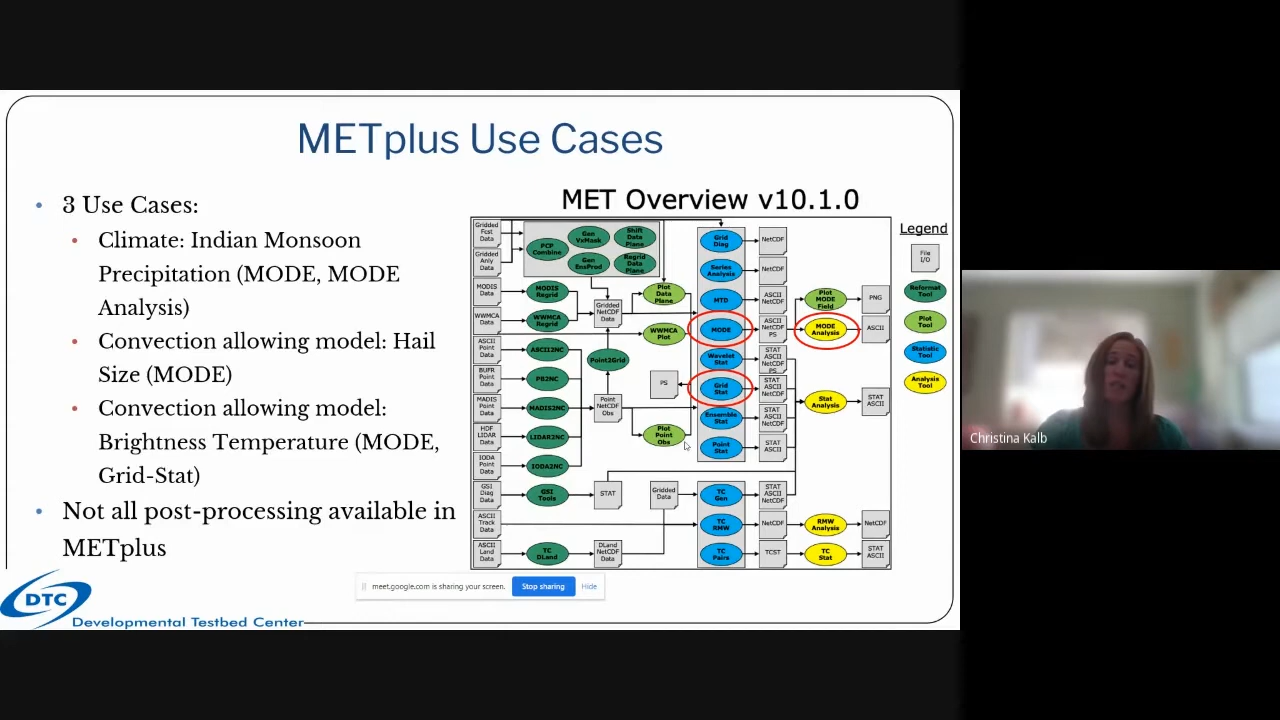 METplus Use Cases
• 3 Use Cases:
• Climate: Indian Monsoon
Precipitation (MODE, MODE
Analysis)
• Convection allowing model: Hail
Size (MODE)
• Convection allowing model:
Brightness Temperature (MODE,
Grid-Stat)
• Not all post-processing available in
METplus
MET Overview v10.1.0
Gridded
Fcst
Data
Gridded
Anly
Data
MODIS
Data
WWMCA
Data
ASCII
Point
Data
BUFR
Point
Data
MADIS
Point
Data
HDF
LIDAR
Data
IODA
Point
Data
GSI
Diag
Data
ASCII
Track
Data
ASCII
Land
Data
PCP
Combine
Gen
VxMask
Shift
Data
Plane
Gen
EnsProd
Regrid
Data
Plane
MODIS
Regrid
WWMCA
Regrid
ASCII2NC
PB2NC
MADIS2NC
LIDAR2NC
IODA2NC
GSI
Tools
TC
DLand
Gridded
NetCDF
Data
Point2Grid
Point
NetCDF
Obs
STAT
DLand
NetCDF
Data
Plot
Data
Plane
WWMCA
Plot
PS
Plot
Point
Obs
Gridded
Data
Grid
Diag
Series
Analysis
MTD
MODE
Wavelet
Stat
Grid
Stat
Ensemble
Stat
Point
Stat
TC
Gen
TC
RMW
TC
Pairs
NetCDF
NetCDF
ASCII
NetCDF
ASCII
NetCDF
PS
STAT
ASCII
NetCDF
PS
STAT
ASCII
NetCDF
STAT
ASCII
NetCDF
STAT
ASCII
STAT
ASCII
NetCDF
NetCDF
TCST
Plot
MODE
Field
MODE
Analysis
Stat
Analysis
RMW
Analysis
TC
Stat
PNG
ASCII
STAT
ASCII
NetCDF
STAT
ASCII
Legend
File
I/O
Reformat
Tool
Plot
Tool
Statistic
Tool
Analysis
Tool
meet.google.com is sharing your screen.
Stop sharing
Hide
DTC
Developmental Testbed Center
Christina Kalb